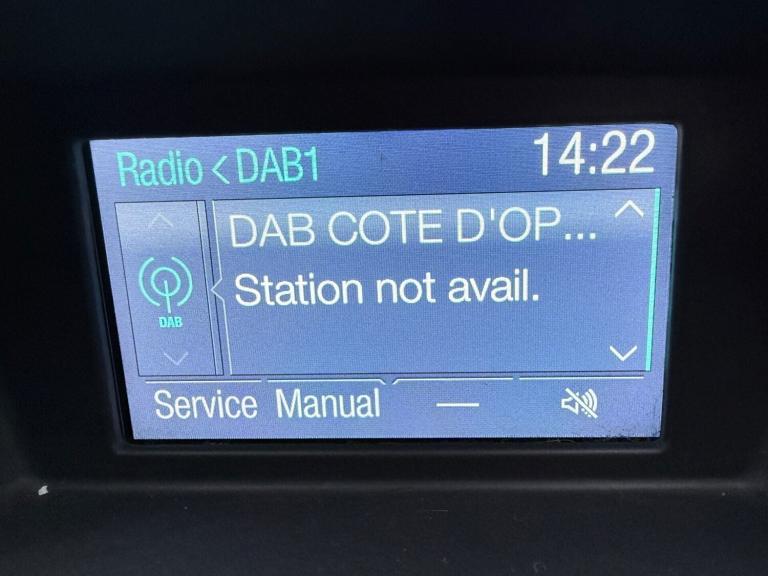 Radio < DAB1 14:22
DAB COTE D'OP...
Station not avail.
DAB
Service Manual —